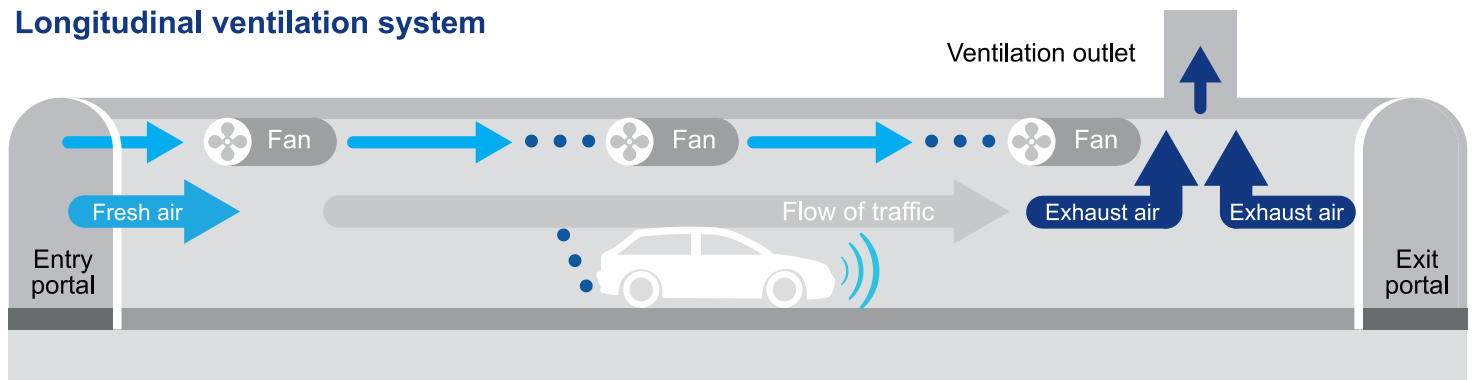 Longitudinal ventilation system
Ventilation outlet
Fan
Fan
Fan
Fresh air
Flow of traffic
Exhaust air
Exhaust air
Entry
portal
Exit
portal